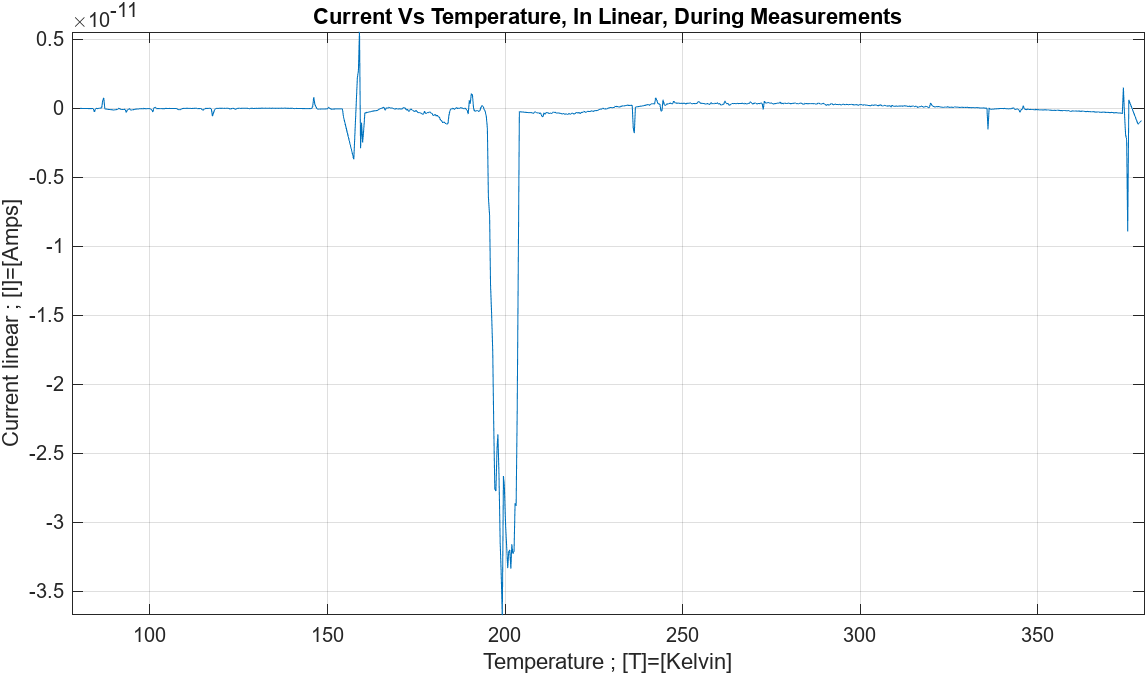 Current Vs Temperature, In Linear, During Measurements
×10-11
0.5
0
-0.5
-1
-1.5
-2
-2.5
-3
-3.5
Current linear ; [I]=[Amps]
100 150 200 250 300 350
Temperature ; [T]=[Kelvin]